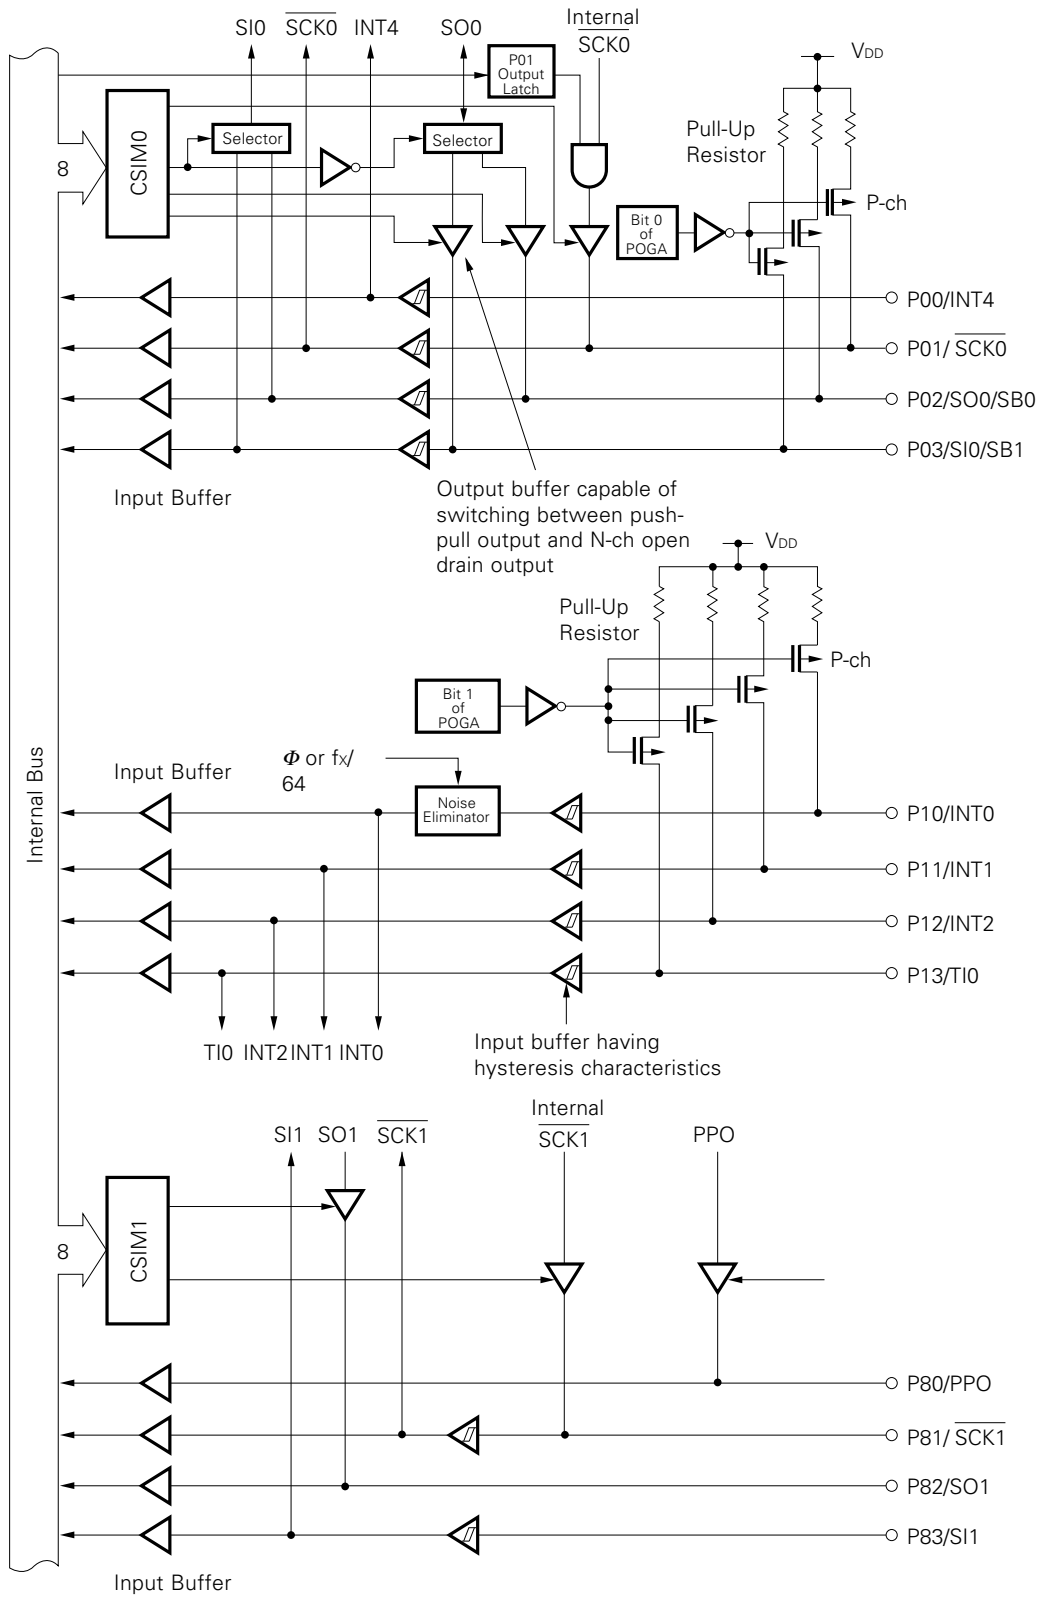 Internal
SI0 SCK0 INT4 SO0 SCK0
P01
Output
Latch
VDD
Pull-Up
Resistor
8
CSIM0
Selector
Selector
P-ch
Bit 0
of
POGA
P00/INT4
P01/ SCK0
P02/SO0/SB0
P03/SI0/SB1
Input Buffer
Output buffer capable of
switching between push-
pull output and N-ch open
drain output
VDD
Pull-Up
Resistor
P-ch
Bit 1
of
POGA
Internal Bus
Input Buffer
Φ or fX/
64
Noise
Eliminator
P10/INT0
P11/INT1
P12/INT2
P13/TI0
TI0 INT2 INT1 INT0
Input buffer having
hysteresis characteristics
Internal
SI1 SO1 SCK1 SCK1 PPO
8
CSIM1
P80/PPO
P81/ SCK1
P82/SO1
P83/SI1
Input Buffer